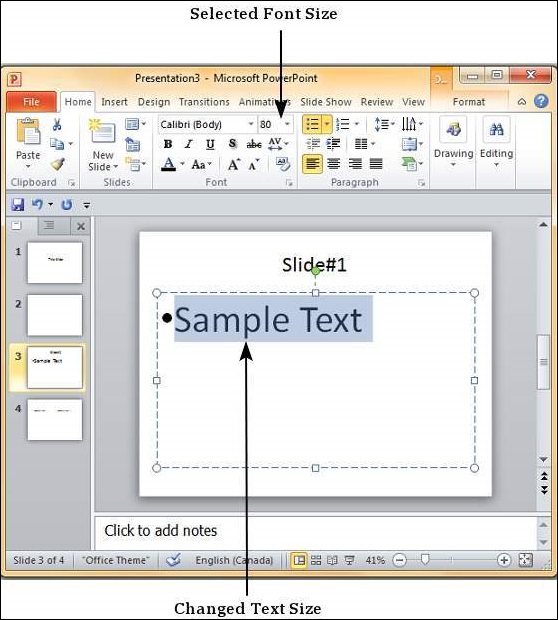 Selected Font Size
Presentation3 - Microsoft PowerPoint
File Home Insert Design Transitions Animations Slide Show Review View Format
Calibri (Body) 80
Paste
New
Slide
Drawing Editing
B I U S abc AV
A Aa A A
Clipboard Slides Font Paragraph
1
2
3
Sample Text
4
Slide#1
•Sample Text
Click to add notes
Slide 3 of 4 "Office Theme" English (Canada) 41%
Changed Text Size